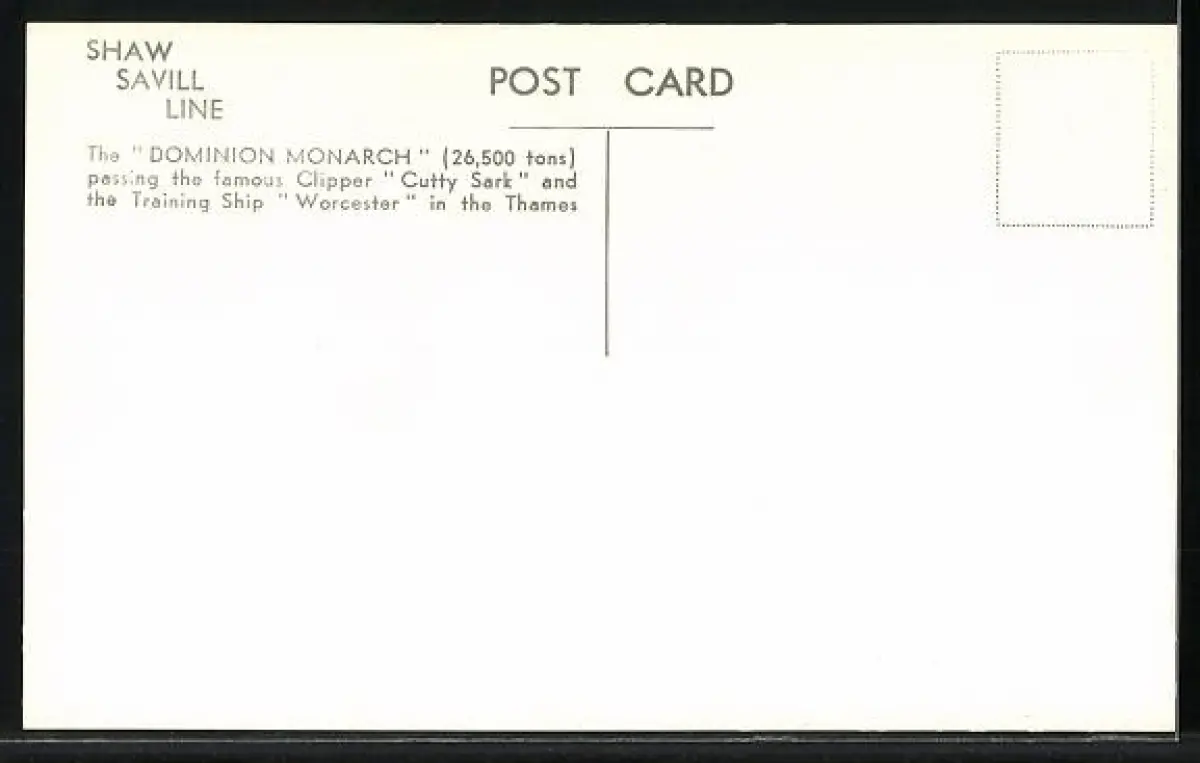 SHAW
SAVILL
LINE
POST CARD
The "DOMINION MONARCH" (26,500 tons)
passing the famous Clipper "Cutty Sark" and
the Training Ship "Worcester" in the Thames